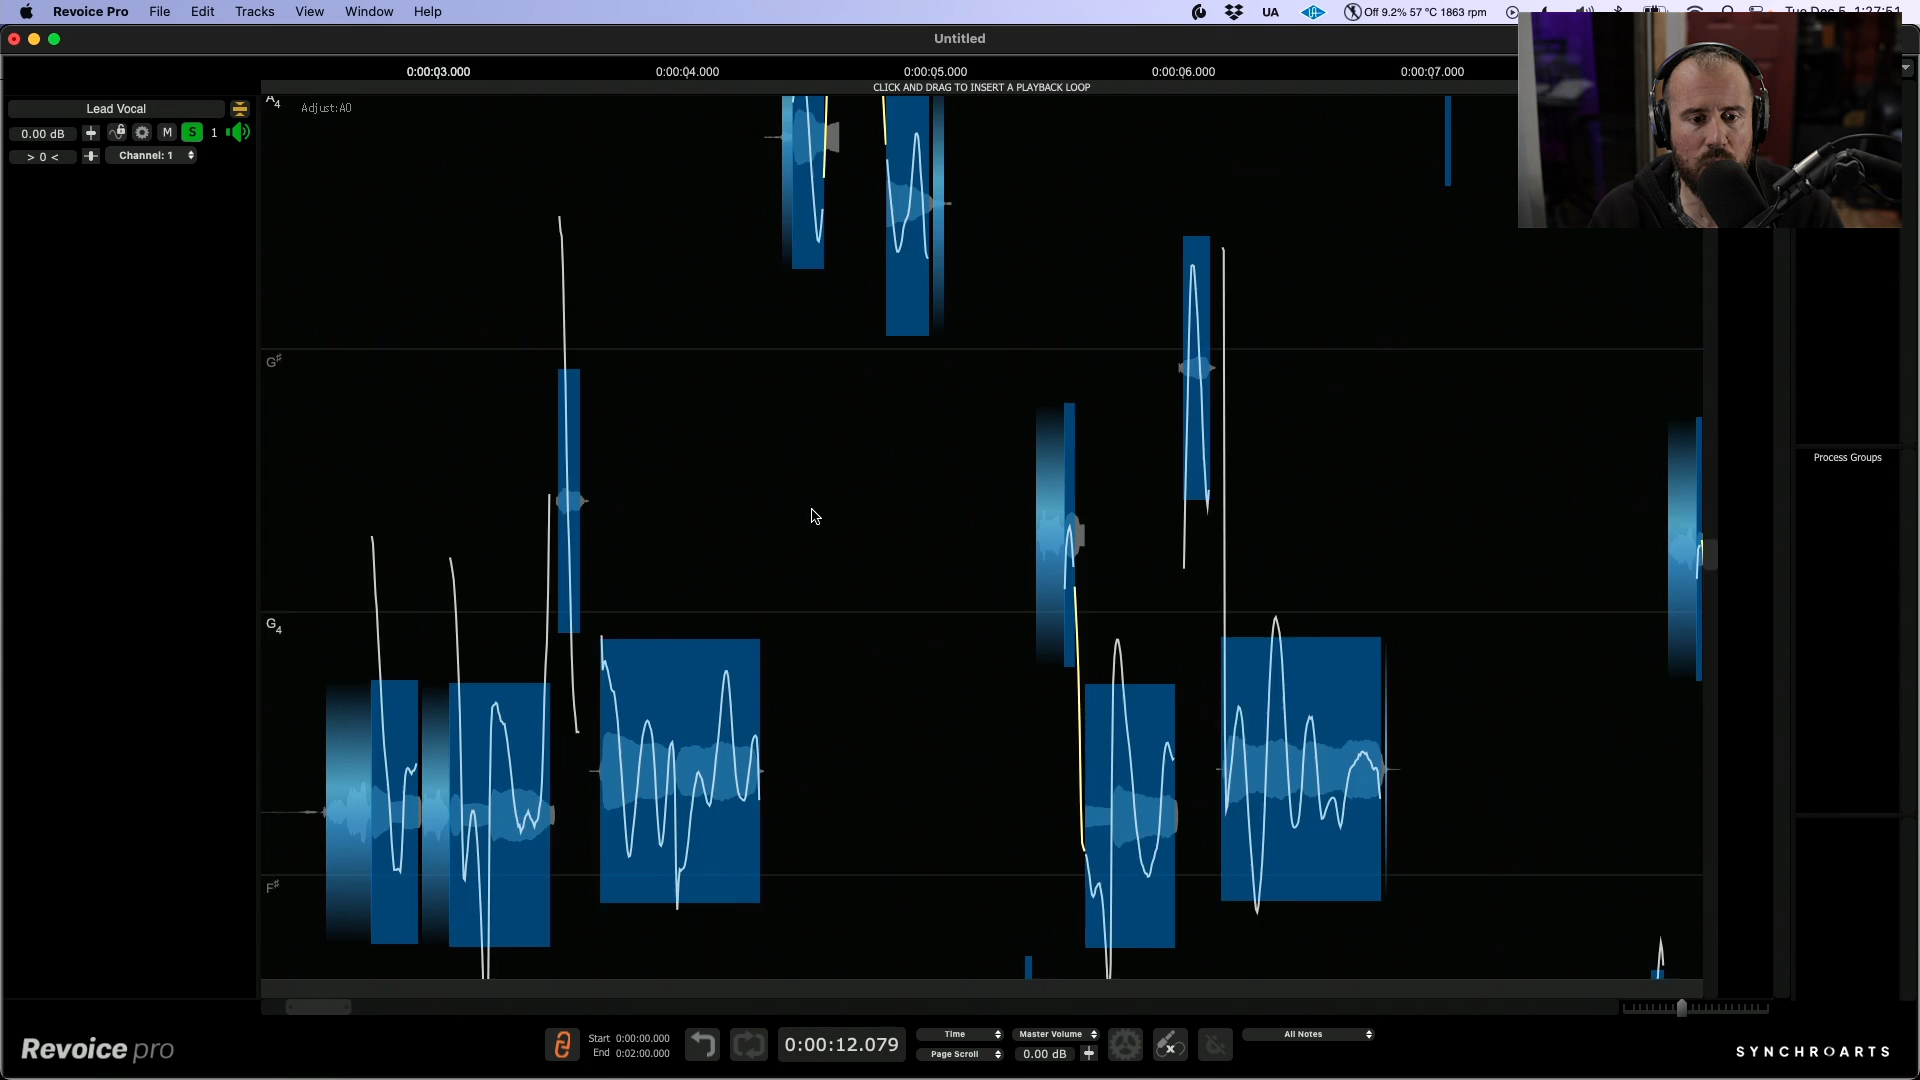 Revoice Pro File Edit Tracks View Window Help
UA
Off 9.2% 57 °C 1863 rpm
Untitled
0:00:03.000 0:00:04.000 0:00:05.000 0:00:06.000 0:00:07.000
CLICK AND DRAG TO INSERT A PLAYBACK LOOP
A4
Adjust:A0
Lead Vocal
0.00 dB M S 1
> 0 < Channel: 1
G#
G4
F#
Process Groups
Start 0:00:00.000
End 0:02:00.000
0:00:12.079
Time
Page Scroll
Master Volume
0.00 dB
All Notes
Revoice pro
SYNCHROARTS